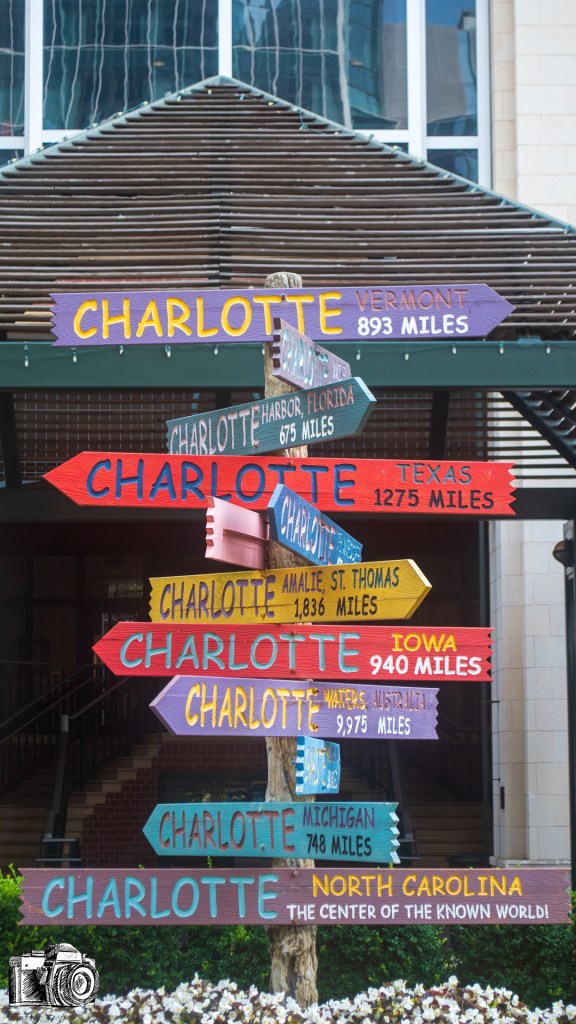 CHARLOTTE VERMONT
893 MILES
CHARLOTTE
CHARLOTTE HARBOR, FLORIDA
675 MILES
CHARLOTTE TEXAS
1275 MILES
CHARLOTTE
CHARLOTTE AMALIE, ST. THOMAS
1,836 MILES
CHARLOTTE IOWA
940 MILES
CHARLOTTE WATERS, AUSTRALIA
9,975 MILES
CHARLOTTE MICHIGAN
748 MILES
CHARLOTTE NORTH CAROLINA
THE CENTER OF THE KNOWN WORLD!